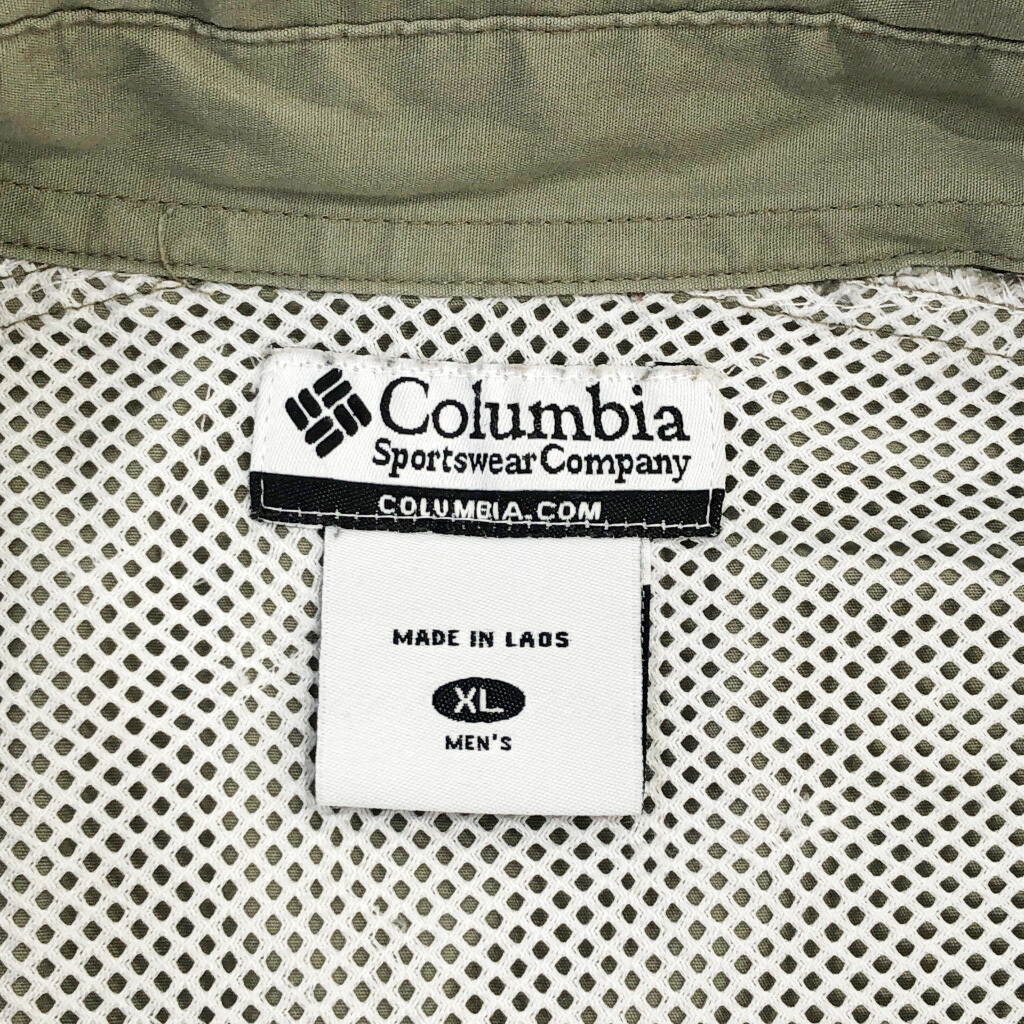 Columbia
Sportswear Company
COLUMBIA.COM
MADE IN LAOS
XL
MEN'S